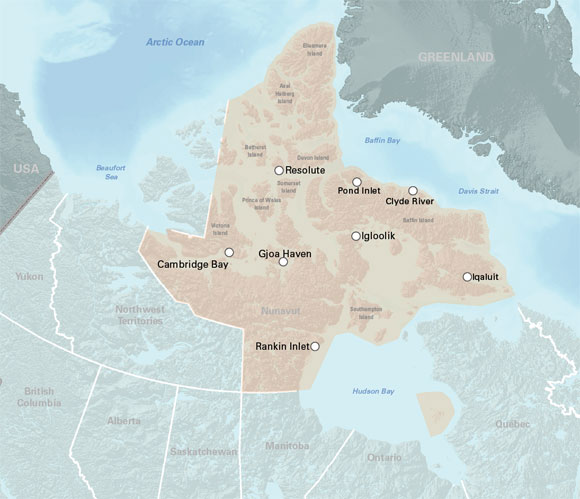 Ellesmere
Island
Arctic Ocean
GREENLAND
Axel
Heiberg
Island
Baffin Bay
Bathurst
Island
Devon Island
USA
Beaufort
Sea
Resolute
Somerset
Island
Pond Inlet
Clyde River
Davis Strait
Prince of Wales
Island
Baffin Island
Victoria
Island
Igloolik
Cambridge Bay
Gjoa Haven
Iqaluit
Yukon
Northwest
Territories
Nunavut
Southampton
Island
Rankin Inlet
Hudson Bay
British
Columbia
Alberta
Saskatchewan
Manitoba
Ontario
Québec